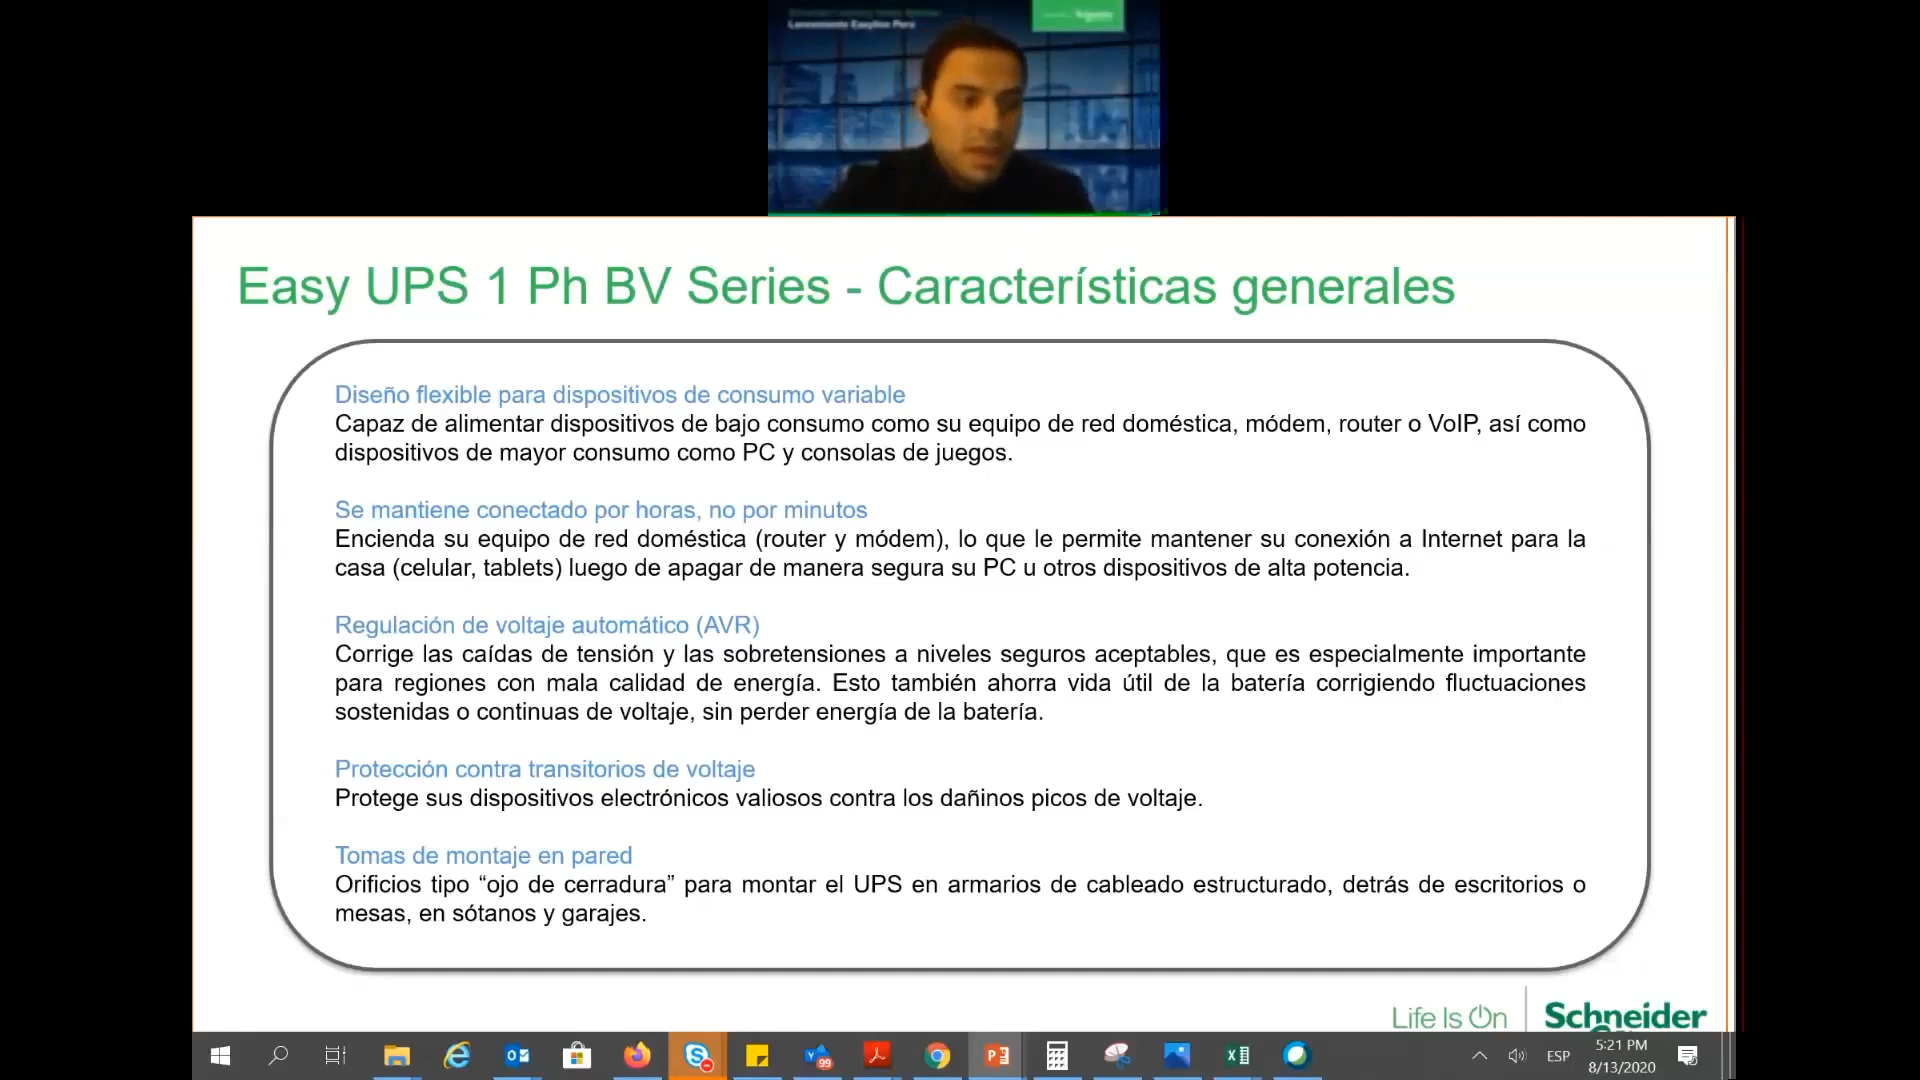 Lanzamiento Easyline Perú
Easy UPS 1 Ph BV Series - Características generales
Diseño flexible para dispositivos de consumo variable
Capaz de alimentar dispositivos de bajo consumo como su equipo de red doméstica, módem, router o VoIP, así como
dispositivos de mayor consumo como PC y consolas de juegos.
Se mantiene conectado por horas, no por minutos
Encienda su equipo de red doméstica (router y módem), lo que le permite mantener su conexión a Internet para la
casa (celular, tablets) luego de apagar de manera segura su PC u otros dispositivos de alta potencia.
Regulación de voltaje automático (AVR)
Corrige las caídas de tensión y las sobretensiones a niveles seguros aceptables, que es especialmente importante
para regiones con mala calidad de energía. Esto también ahorra vida útil de la batería corrigiendo fluctuaciones
sostenidas o continuas de voltaje, sin perder energía de la batería.
Protección contra transitorios de voltaje
Protege sus dispositivos electrónicos valiosos contra los dañinos picos de voltaje.
Tomas de montaje en pared
Orificios tipo “ojo de cerradura” para montar el UPS en armarios de cableado estructurado, detrás de escritorios o
mesas, en sótanos y garajes.
Life Is On
Schneider
99
ESP
5:21 PM
8/13/2020